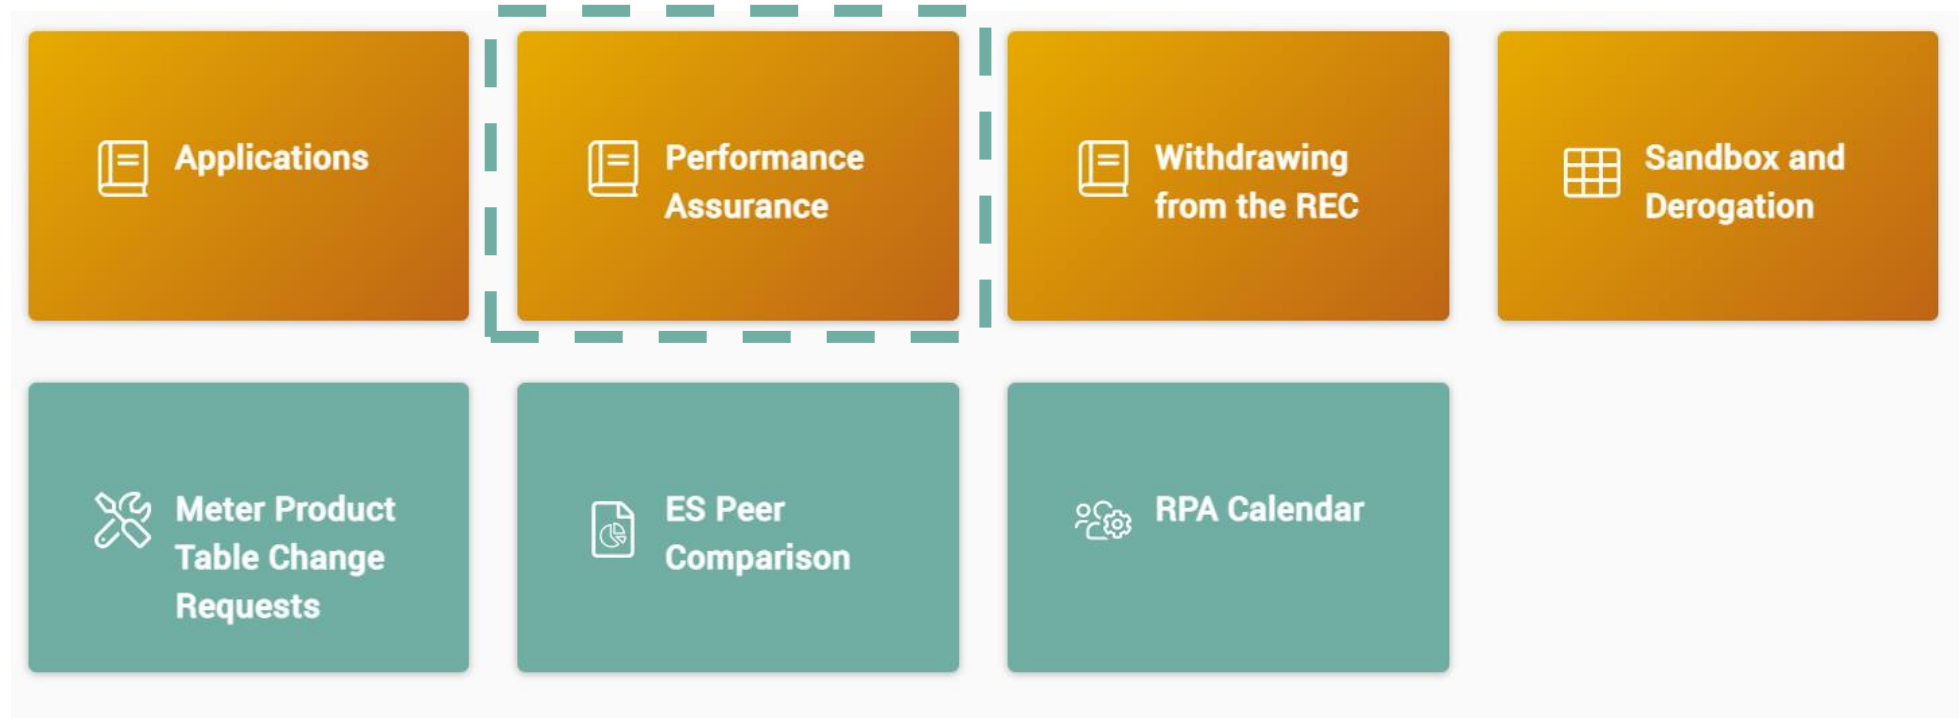 Applications
Performance
Assurance
Withdrawing
from the REC
Sandbox and
Derogation
Meter Product
Table Change
Requests
ES Peer
Comparison
RPA Calendar